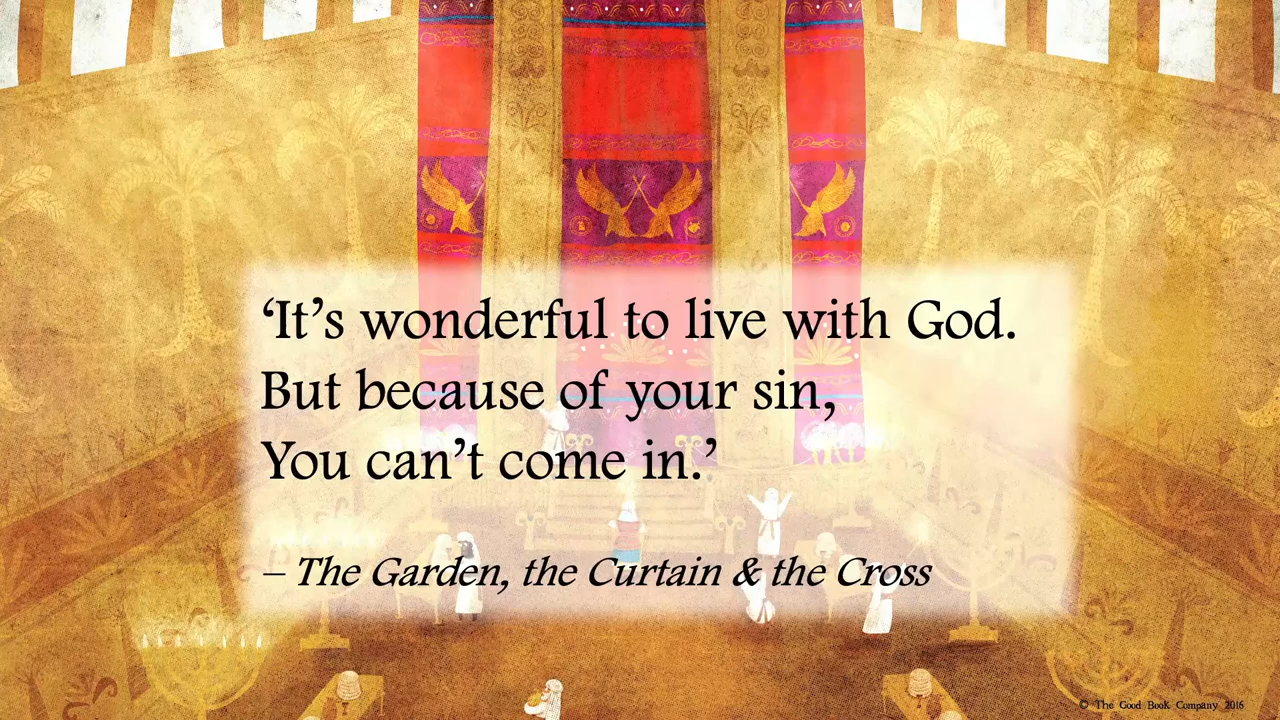 ‘It’s wonderful to live with God.
But because of your sin,
You can’t come in.’
– The Garden, the Curtain & the Cross
© The Good Book Company 2016